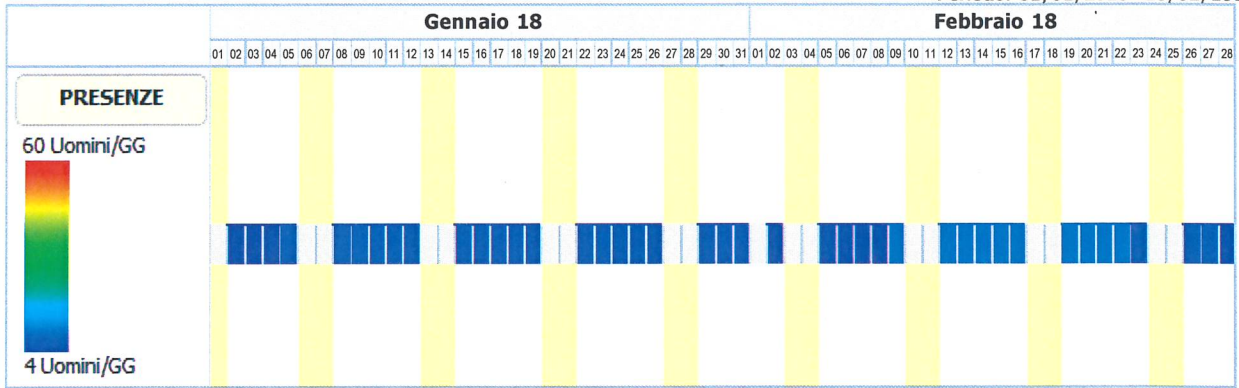 Gennaio 18 Febbraio 18
01 02 03 04 05 06 07 08 09 10 11 12 13 14 15 16 17 18 19 20 21 22 23 24 25 26 27 28 29 30 31 01 02 03 04 05 06 07 08 09 10 11 12 13 14 15 16 17 18 19 20 21 22 23 24 25 26 27 28
PRESENZE
60 Uomini/GG
4 Uomini/GG